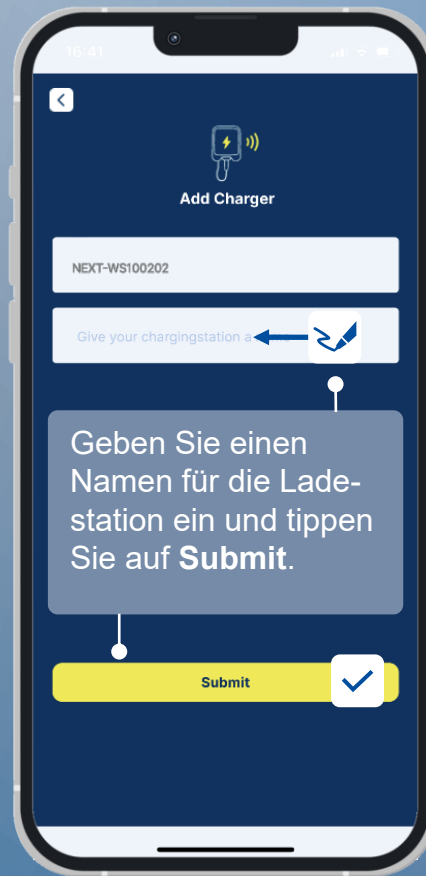 16:41
Add Charger
NEXT-WS100202
Give your chargingstation a
Geben Sie einen
Namen für die Lade-
station ein und tippen
Sie auf Submit.
Submit